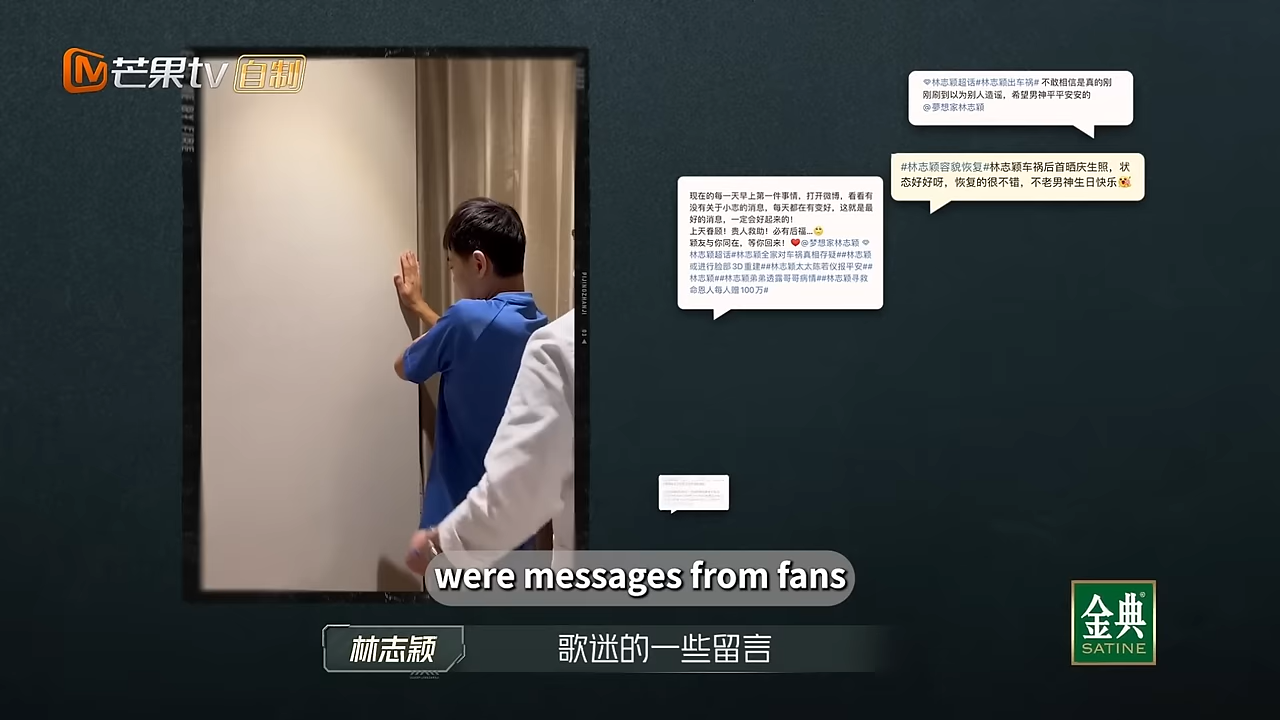 芒果tv 自制
林志颖超话#林志颖出车祸# 不敢相信是真的刚
刚刷到以为别人造谣，希望男神平平安安的
@夢想家林志颖
#林志颖容貌恢复#林志颖车祸后首晒庆生照，状
态好好呀，恢复的很不错，不老男神生日快乐
现在的每一天早上第一件事情，打开微博，看看有
没有关于小志的消息，每天都在有变好，这就是最
好的消息，一定会好起来的！
上天眷顾！贵人救助！必有后福...
颖友与你同在，等你回来！❤@梦想家林志颖
林志颖超话#林志颖全家对车祸真相存疑##林志颖
或进行脸部3D重建##林志颖太太陈若仪报平安##
林志颖##林志颖弟弟透露哥哥病情##林志颖寻救
命恩人每人赠100万#
were messages from fans
林志颖
歌迷的一些留言
金典
SATINE